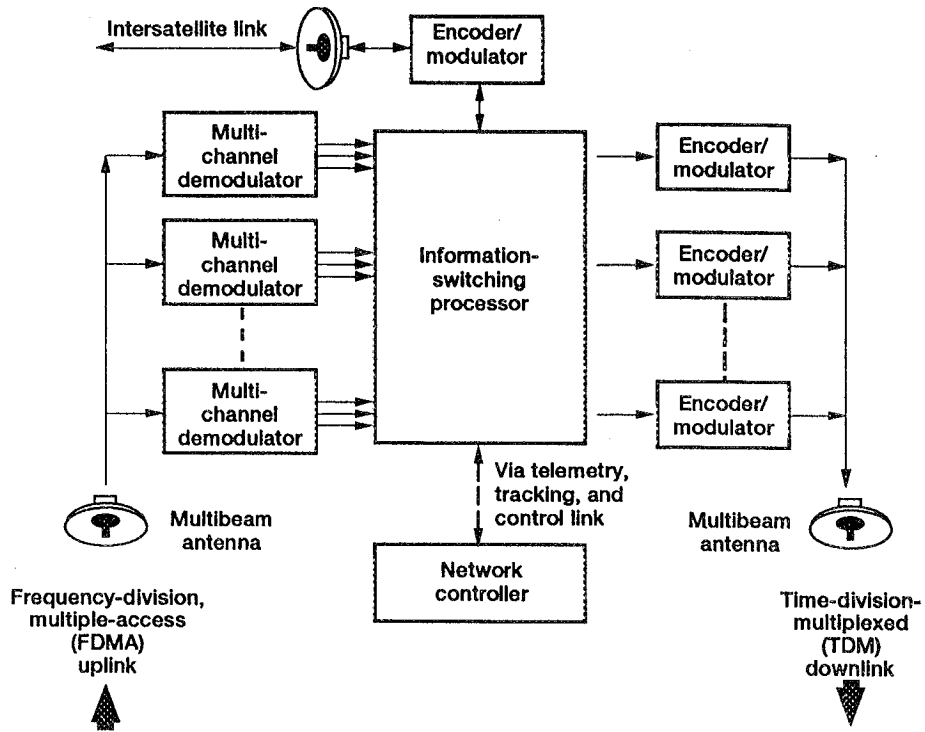 Intersatellite link
Encoder/
modulator
Multi-
channel
demodulator
Encoder/
modulator
Multi-
channel
demodulator
Information-
switching
processor
Encoder/
modulator
Multi-
channel
demodulator
Encoder/
modulator
Via telemetry,
tracking, and
control link
Multibeam
antenna
Multibeam
antenna
Network
controller
Frequency-division,
multiple-access
(FDMA)
uplink
Time-division-
multiplexed
(TDM)
downlink